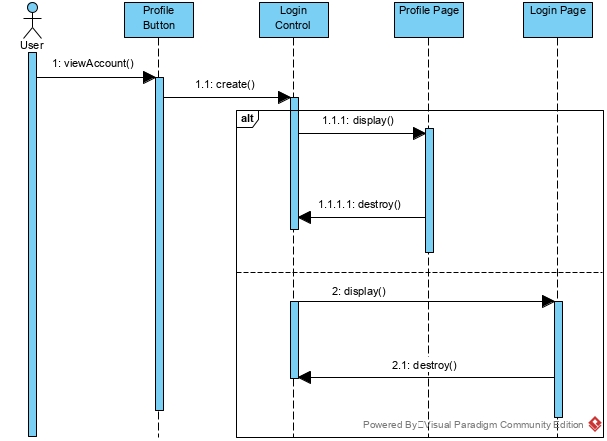 User
Profile
Button
Login
Control
Profile Page
Login Page
1: viewAccount()
1.1: create()
alt
1.1.1: display()
1.1.1.1: destroy()
2: display()
2.1: destroy()
Powered By Visual Paradigm Community Edition